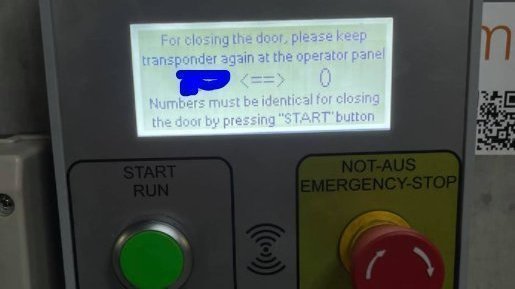 For closing the door, please keep
transponder again at the operator panel
<==> 0
Numbers must be identical for closing
the door by pressing "START" button
START
RUN
NOT-AUS
EMERGENCY-STOP